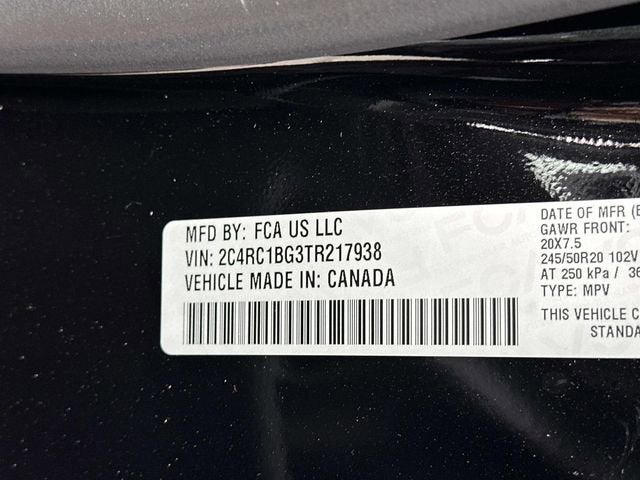 MFD BY: FCA US LLC
VIN: 2C4RC1BG3TR217938
VEHICLE MADE IN: CANADA
DATE OF MFR
GAWR FRONT:
20X7.5
245/50R20 102V
AT 250 kPa / 36
TYPE: MPV
THIS VEHICLE